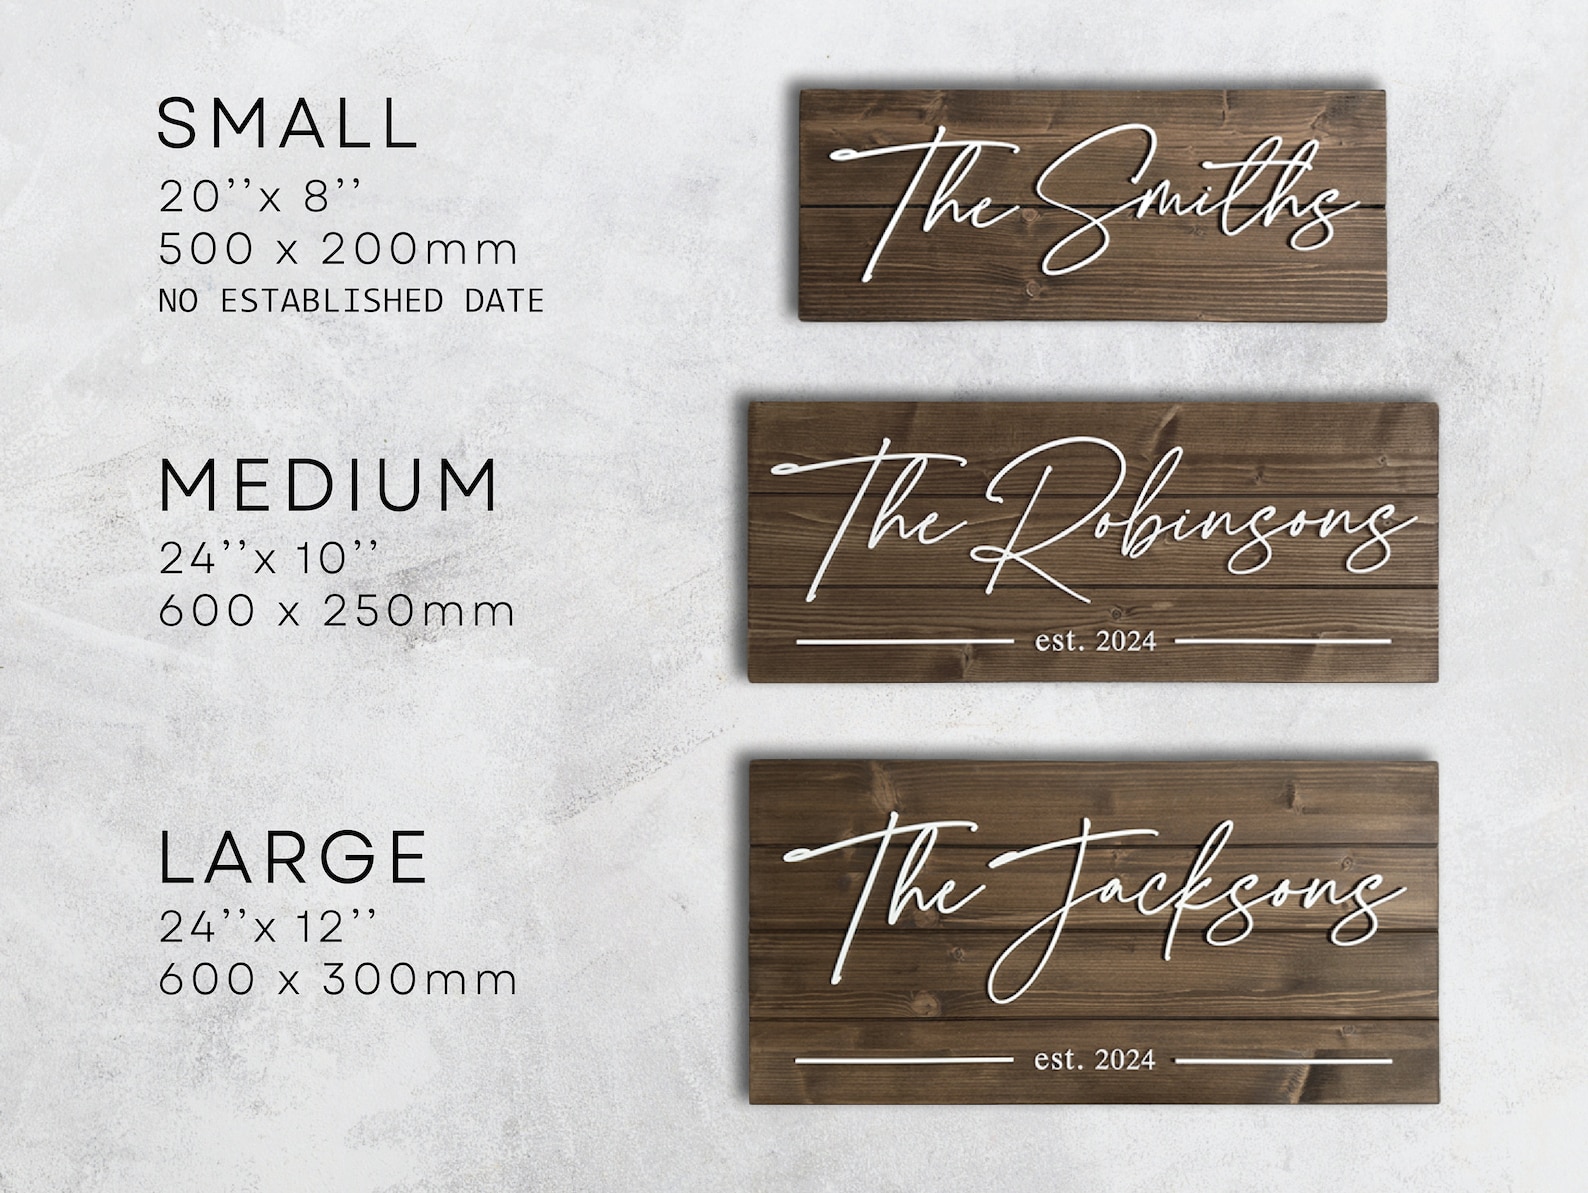 SMALL
20’’x 8’’
500 x 200mm
NO ESTABLISHED DATE
The Smiths
MEDIUM
24’’x 10’’
600 x 250mm
The Robinsons
est. 2024
LARGE
24’’x 12’’
600 x 300mm
The Jacksons
est. 2024